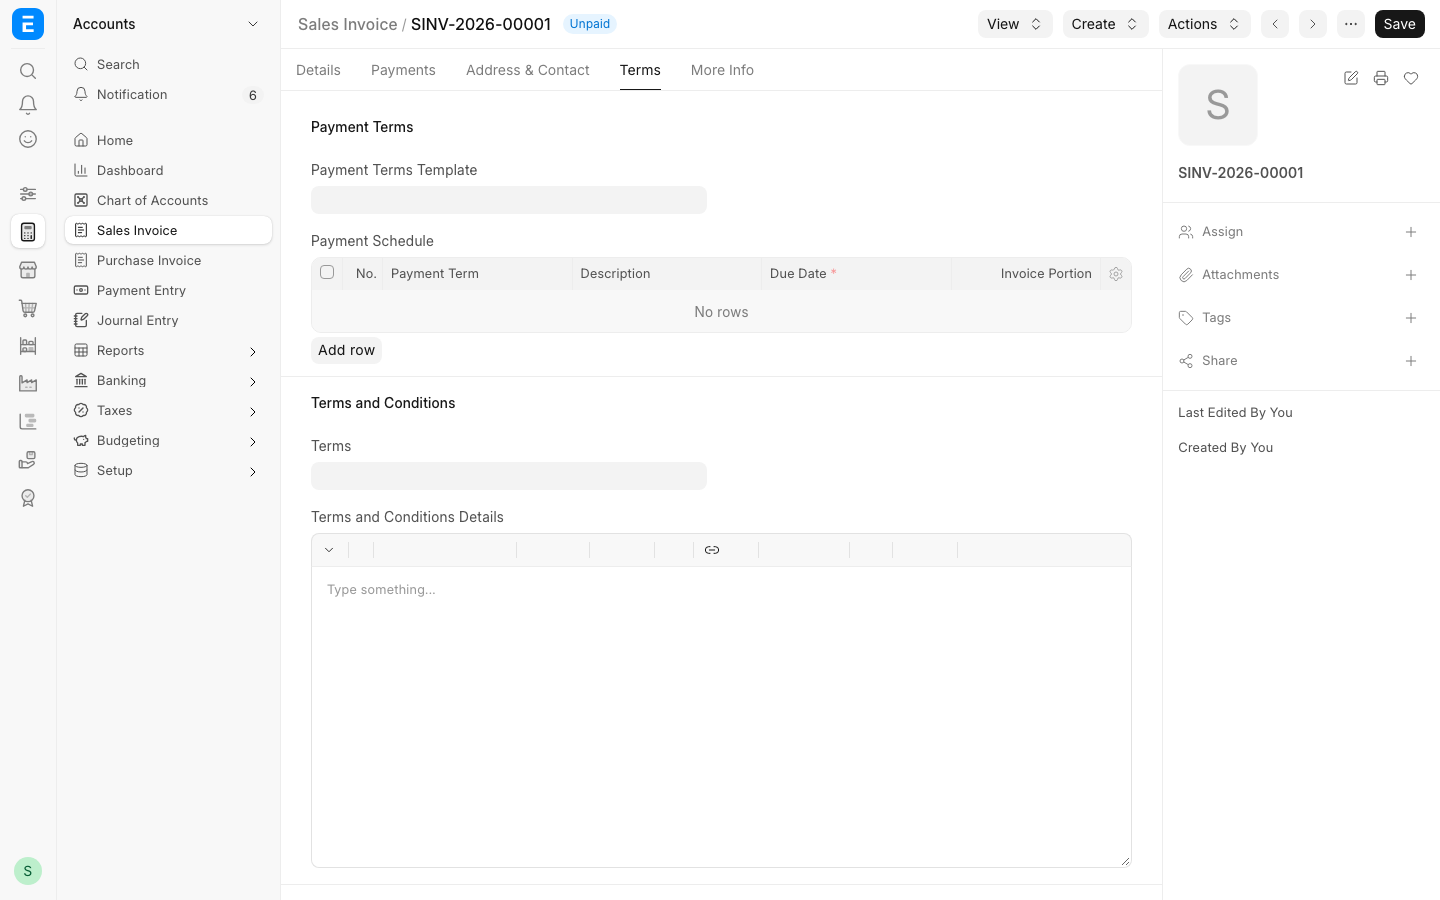 Accounts
Search
Notification 6
Home
Dashboard
Chart of Accounts
Sales Invoice
Purchase Invoice
Payment Entry
Journal Entry
Reports
Banking
Taxes
Budgeting
Setup
S
Sales Invoice / SINV-2026-00001 Unpaid
View Create Actions Save
Details Payments Address & Contact Terms More Info
Payment Terms
Payment Terms Template
Payment Schedule
No. Payment Term Description Due Date * Invoice Portion
No rows
Add row
Terms and Conditions
Terms
Terms and Conditions Details
Type something...
S
SINV-2026-00001
Assign
Attachments
Tags
Share
Last Edited By You
Created By You